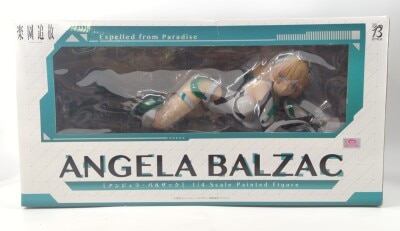 楽園追放
Expelled from Paradise
ANGELA BALZAC
[アンジェラ・バルザック] 1/4 Scale Painted Figure